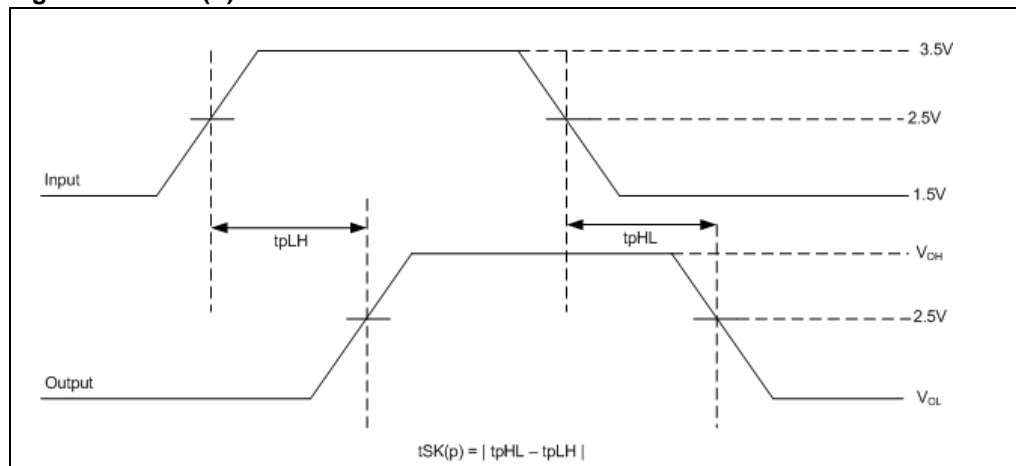 3.5V
2.5V
Input
1.5V
tpLH
tpHL
VOH
2.5V
Output
VOL
tSK(p) = | tpHL – tpLH |